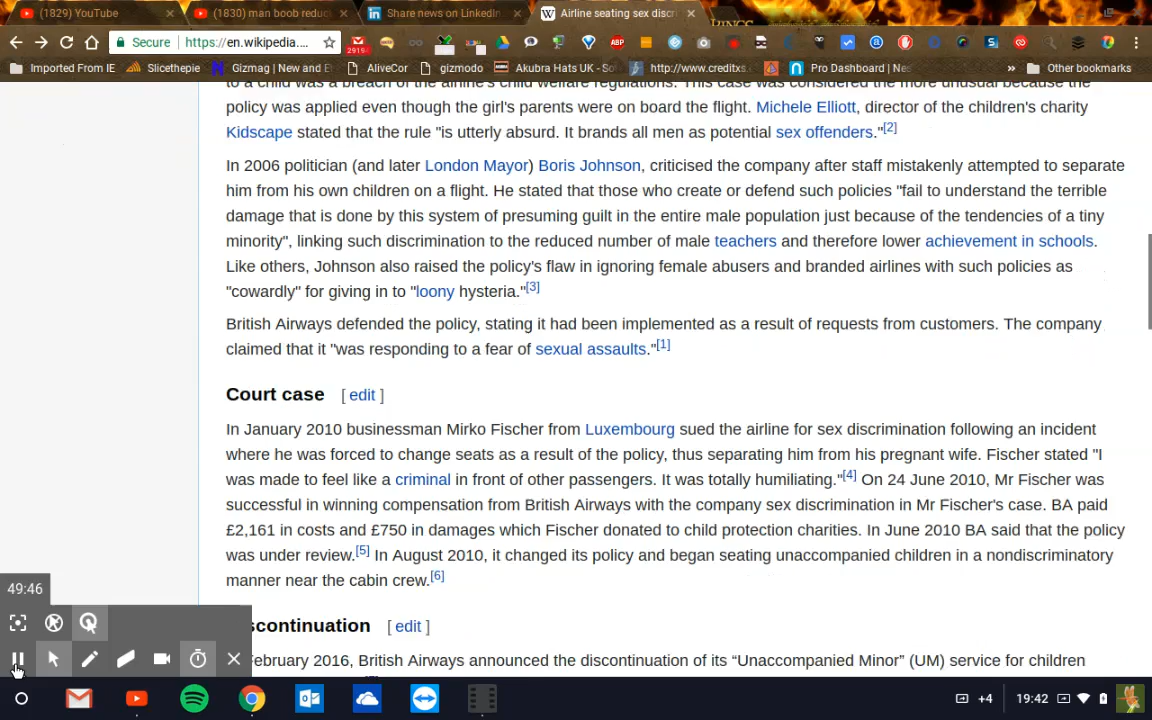 (1829) YouTube
(1830) man boob reduc
Share news on LinkedIn
Airline seating sex discri
Secure https://en.wikipedia....
Imported From IE Slicethepie Gizmag | New and E AliveCor gizmodo Akubra Hats UK - So http://www.creditxs. Pro Dashboard | Ne » Other bookmarks
policy was applied even though the girl's parents were on board the flight. Michele Elliott, director of the children's charity
Kidscape stated that the rule "is utterly absurd. It brands all men as potential sex offenders."[2]
In 2006 politician (and later London Mayor) Boris Johnson, criticised the company after staff mistakenly attempted to separate
him from his own children on a flight. He stated that those who create or defend such policies "fail to understand the terrible
damage that is done by this system of presuming guilt in the entire male population just because of the tendencies of a tiny
minority", linking such discrimination to the reduced number of male teachers and therefore lower achievement in schools.
Like others, Johnson also raised the policy's flaw in ignoring female abusers and branded airlines with such policies as
"cowardly" for giving in to "loony hysteria."[3]
British Airways defended the policy, stating it had been implemented as a result of requests from customers. The company
claimed that it "was responding to a fear of sexual assaults."[1]
Court case [ edit ]
In January 2010 businessman Mirko Fischer from Luxembourg sued the airline for sex discrimination following an incident
where he was forced to change seats as a result of the policy, thus separating him from his pregnant wife. Fischer stated "I
was made to feel like a criminal in front of other passengers. It was totally humiliating."[4] On 24 June 2010, Mr Fischer was
successful in winning compensation from British Airways with the company sex discrimination in Mr Fischer's case. BA paid
£2,161 in costs and £750 in damages which Fischer donated to child protection charities. In June 2010 BA said that the policy
was under review.[5] In August 2010, it changed its policy and began seating unaccompanied children in a nondiscriminatory
manner near the cabin crew.[6]
49:46
scontinuation [ edit ]
February 2016, British Airways announced the discontinuation of its “Unaccompanied Minor” (UM) service for children
+4 19:42